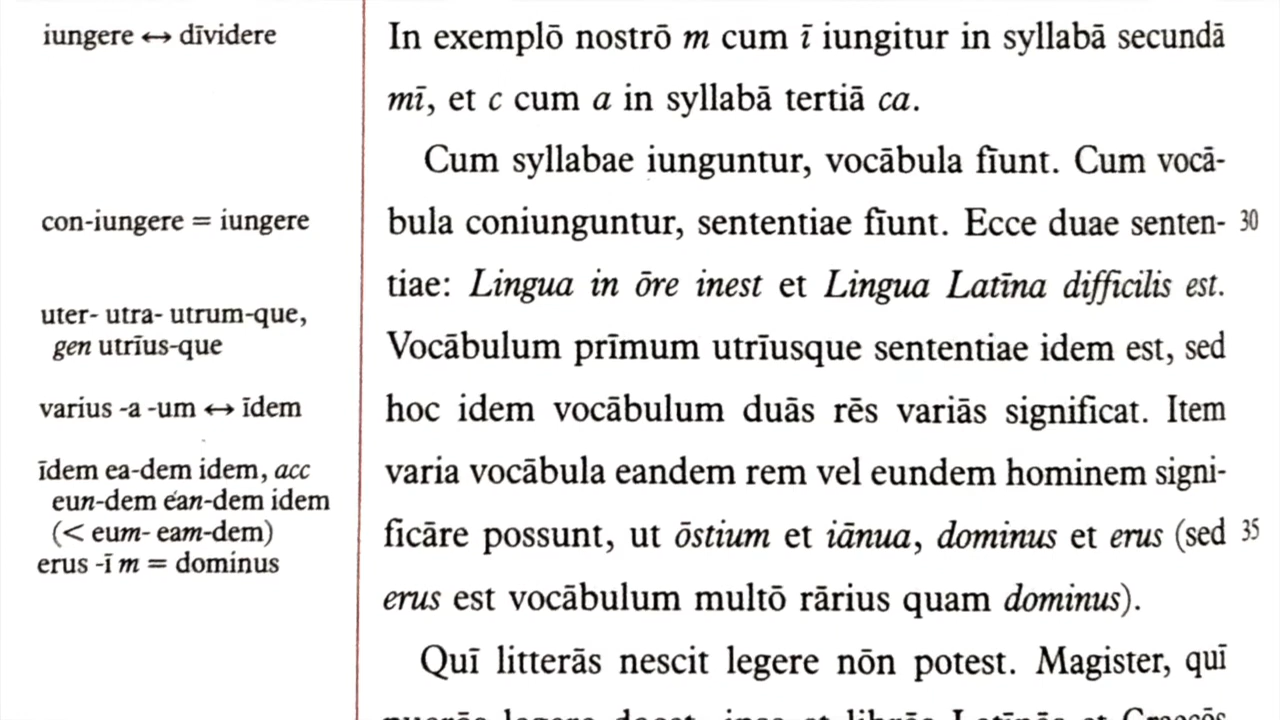 iungere ↔ dīvidere
con-iungere = iungere
uter- utra- utrum-que,
gen utrīus-que
varius -a -um ↔ īdem
īdem ea-dem idem, acc
eun-dem ean-dem idem
(< eum- eam-dem)
erus -ī m = dominus
In exemplō nostrō m cum ī iungitur in syllabā secundā
mī, et c cum a in syllabā tertiā ca.
Cum syllabae iunguntur, vocābula fīunt. Cum vocā-
bula coniunguntur, sententiae fīunt. Ecce duae senten- 30
tiae: Lingua in ōre inest et Lingua Latīna difficilis est.
Vocābulum prīmum utrīusque sententiae idem est, sed
hoc idem vocābulum duās rēs variās significat. Item
varia vocābula eandem rem vel eundem hominem signi-
ficāre possunt, ut ōstium et iānua, dominus et erus (sed 35
erus est vocābulum multō rārius quam dominus).
Quī litterās nescit legere nōn potest. Magister, quī